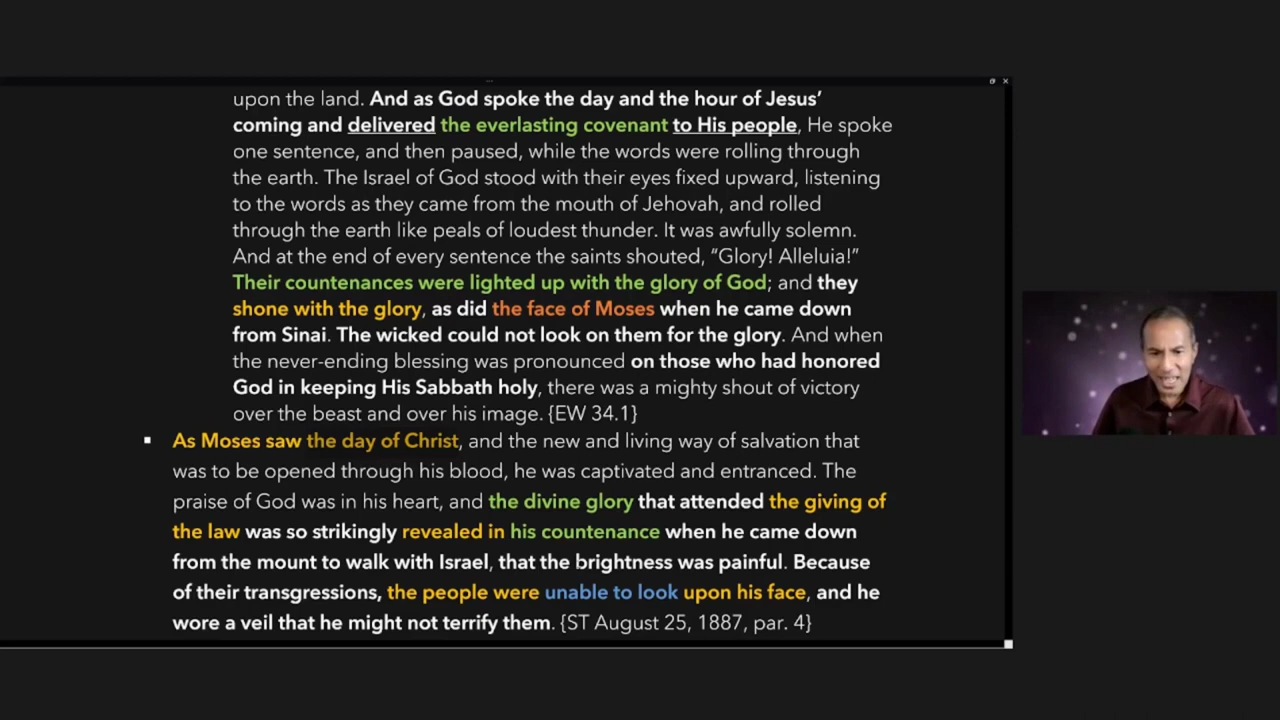 upon the land. And as God spoke the day and the hour of Jesus’
coming and delivered the everlasting covenant to His people, He spoke
one sentence, and then paused, while the words were rolling through
the earth. The Israel of God stood with their eyes fixed upward, listening
to the words as they came from the mouth of Jehovah, and rolled
through the earth like peals of loudest thunder. It was awfully solemn.
And at the end of every sentence the saints shouted, “Glory! Alleluia!”
Their countenances were lighted up with the glory of God; and they
shone with the glory, as did the face of Moses when he came down
from Sinai. The wicked could not look on them for the glory. And when
the never-ending blessing was pronounced on those who had honored
God in keeping His Sabbath holy, there was a mighty shout of victory
over the beast and over his image. {EW 34.1}
▪ As Moses saw the day of Christ, and the new and living way of salvation that
was to be opened through his blood, he was captivated and entranced. The
praise of God was in his heart, and the divine glory that attended the giving of
the law was so strikingly revealed in his countenance when he came down
from the mount to walk with Israel, that the brightness was painful. Because
of their transgressions, the people were unable to look upon his face, and he
wore a veil that he might not terrify them. {ST August 25, 1887, par. 4}